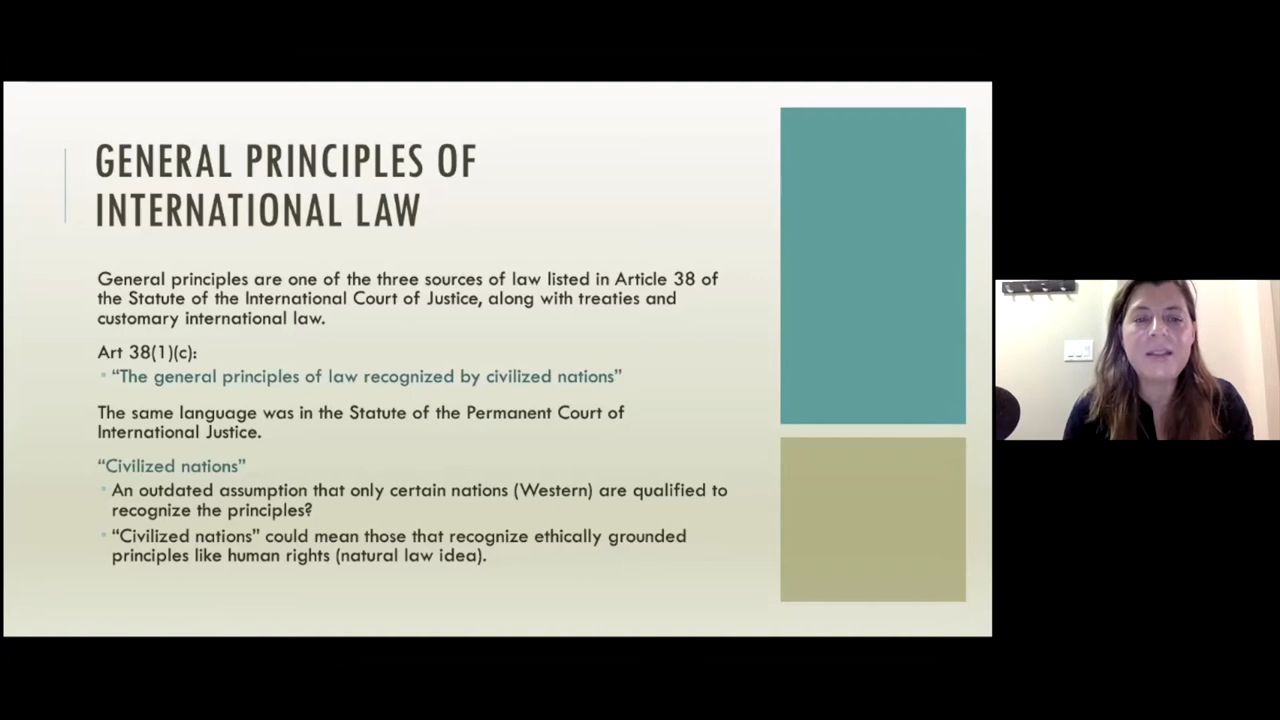 GENERAL PRINCIPLES OF
INTERNATIONAL LAW
General principles are one of the three sources of law listed in Article 38 of
the Statute of the International Court of Justice, along with treaties and
customary international law.
Art 38(1)(c):
“The general principles of law recognized by civilized nations”
The same language was in the Statute of the Permanent Court of
International Justice.
“Civilized nations”
An outdated assumption that only certain nations (Western) are qualified to
recognize the principles?
“Civilized nations” could mean those that recognize ethically grounded
principles like human rights (natural law idea).